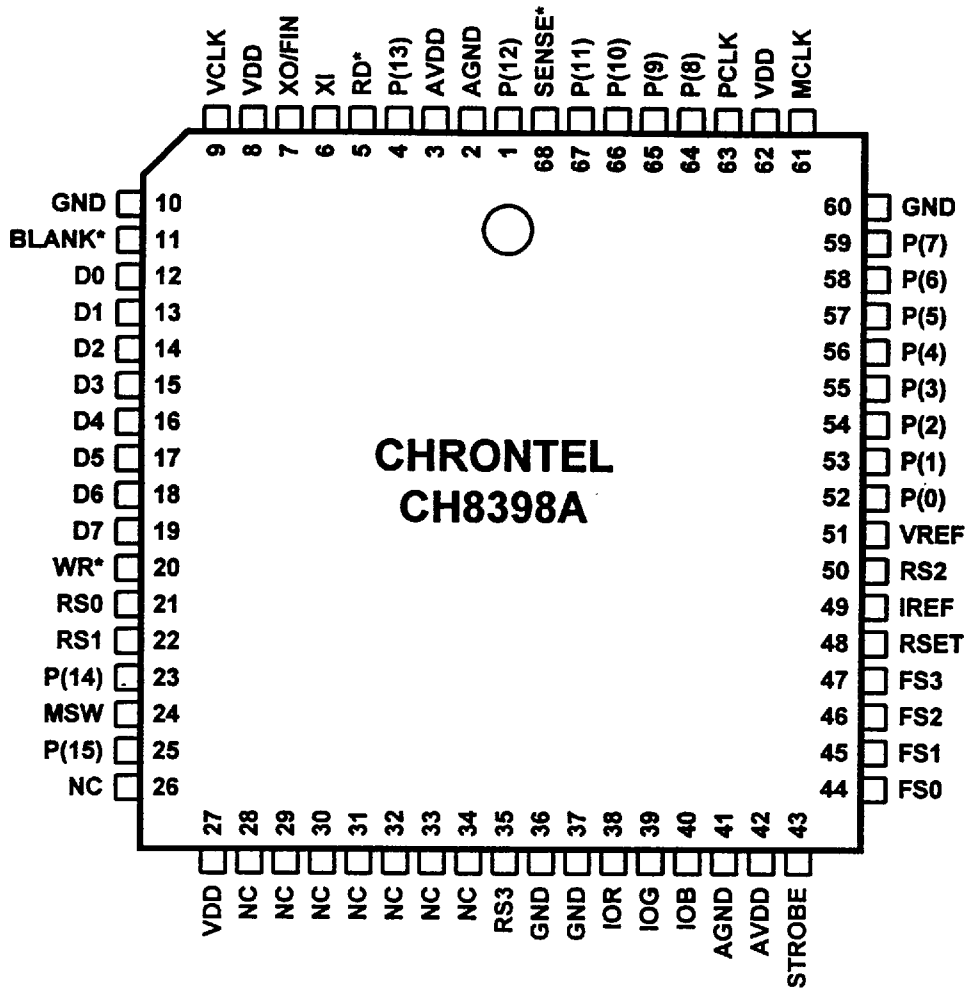 VCLK
VDD
XO/FIN
XI
RD*
P(13)
AVDD
AGND
P(12)
SENSE*
P(11)
P(10)
P(9)
P(8)
PCLK
VDD
MCLK
9
8
7
6
5
4
3
2
1
68
67
66
65
64
63
62
61
GND 10
BLANK* 11
D0 12
D1 13
D2 14
D3 15
D4 16
D5 17
D6 18
D7 19
WR* 20
RS0 21
RS1 22
P(14) 23
MSW 24
P(15) 25
NC 26
CHRONTEL
CH8398A
60 GND
59 P(7)
58 P(6)
57 P(5)
56 P(4)
55 P(3)
54 P(2)
53 P(1)
52 P(0)
51 VREF
50 RS2
49 IREF
48 RSET
47 FS3
46 FS2
45 FS1
44 FS0
27
28
29
30
31
32
33
34
35
36
37
38
39
40
41
42
43
VDD
NC
NC
NC
NC
NC
NC
NC
RS3
GND
GND
IOR
IOG
IOB
AGND
AVDD
STROBE